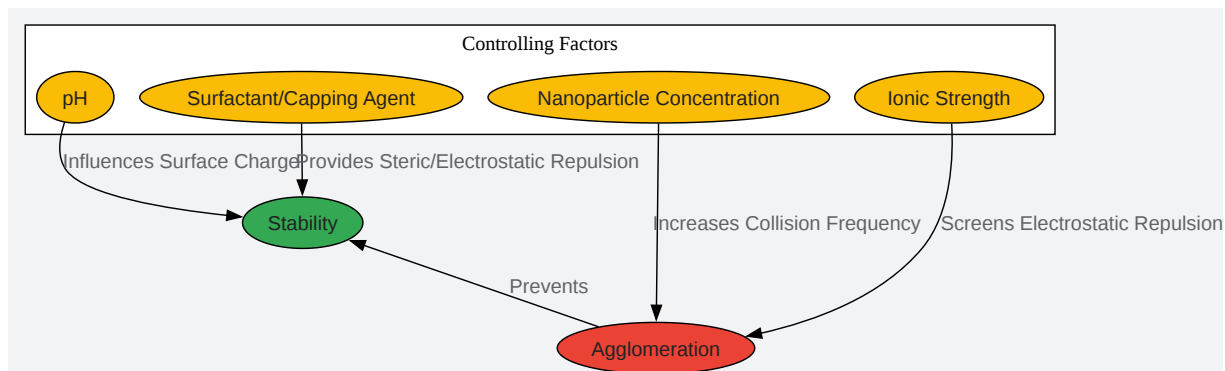 Controlling Factors
pH
Surfactant/Capping Agent
Nanoparticle Concentration
Ionic Strength
Influences Surface Charge
Provides Steric/Electrostatic Repulsion
Stability
Increases Collision Frequency
Screens Electrostatic Repulsion
Prevents
Agglomeration